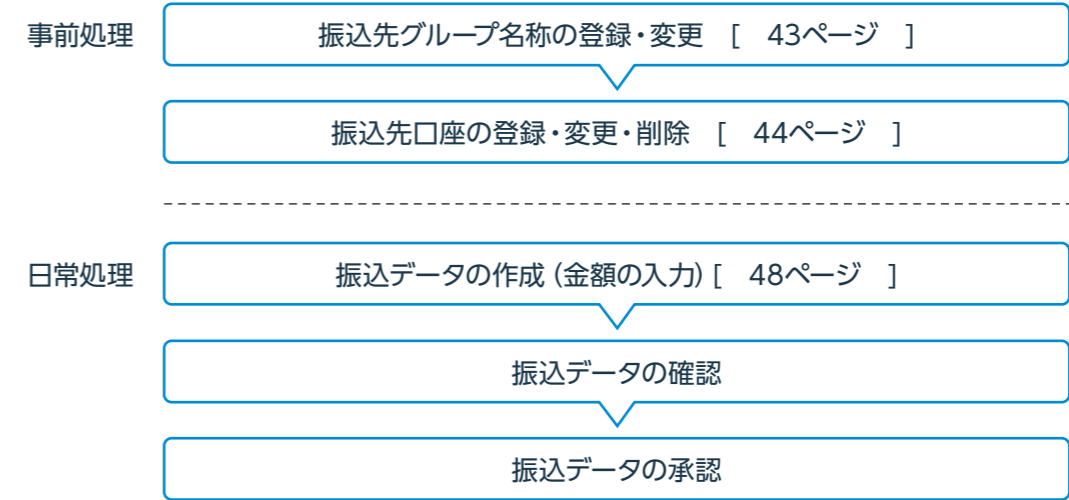 事前処理
振込先グループ名称の登録・変更 [ 43ページ ]
振込先口座の登録・変更・削除 [ 44ページ ]
日常処理
振込データの作成（金額の入力）[ 48ページ ]
振込データの確認
振込データの承認